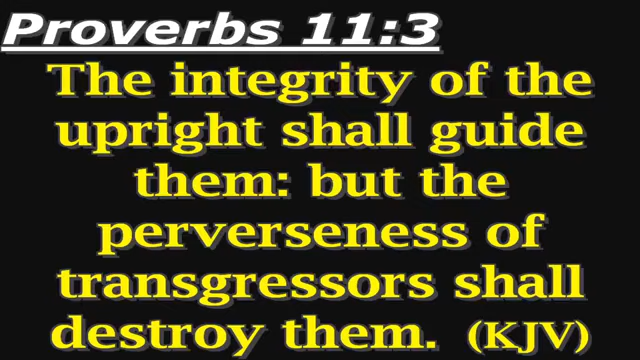 Proverbs 11:3
The integrity of the
upright shall guide
them: but the
perverseness of
transgressors shall
destroy them. (KJV)